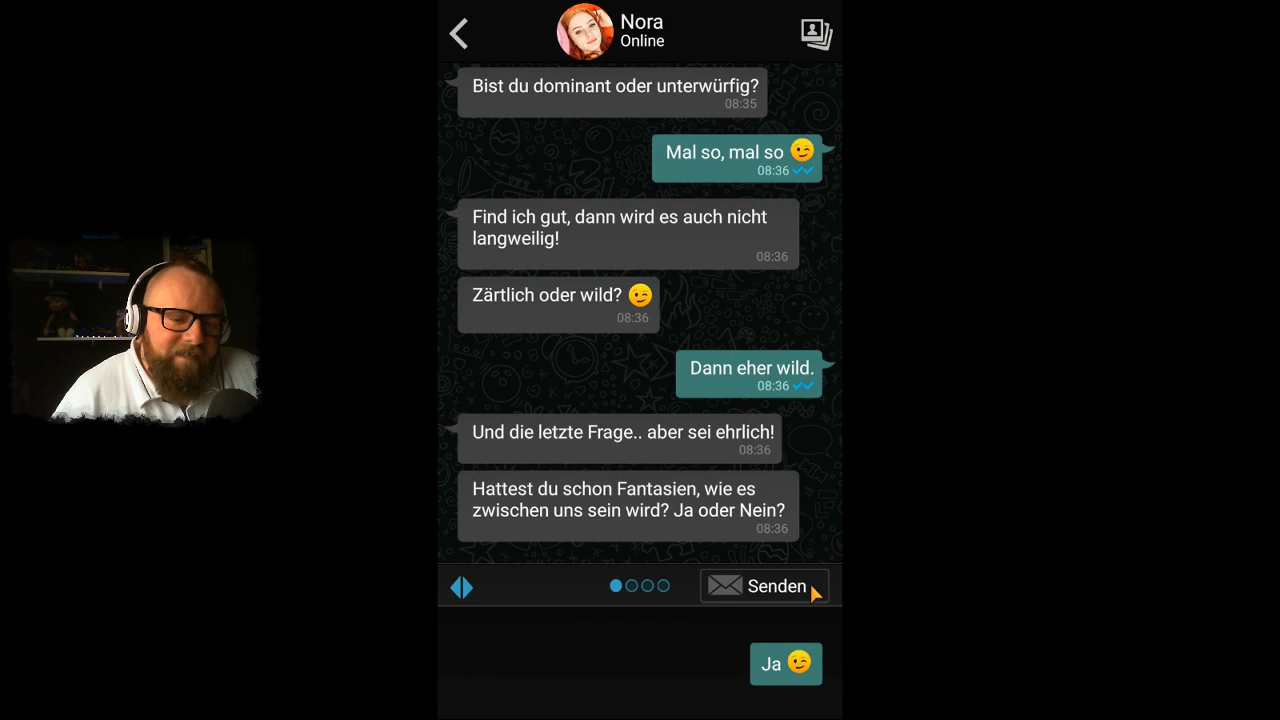 Nora
Online
Bist du dominant oder unterwürfig?
08:35
Mal so, mal so 😉
08:36
Find ich gut, dann wird es auch nicht
langweilig!
08:36
Zärtlich oder wild? 😉
08:36
Dann eher wild.
08:36
Und die letzte Frage.. aber sei ehrlich!
08:36
Hattest du schon Fantasien, wie es
zwischen uns sein wird? Ja oder Nein?
08:36
Senden
Ja 😉